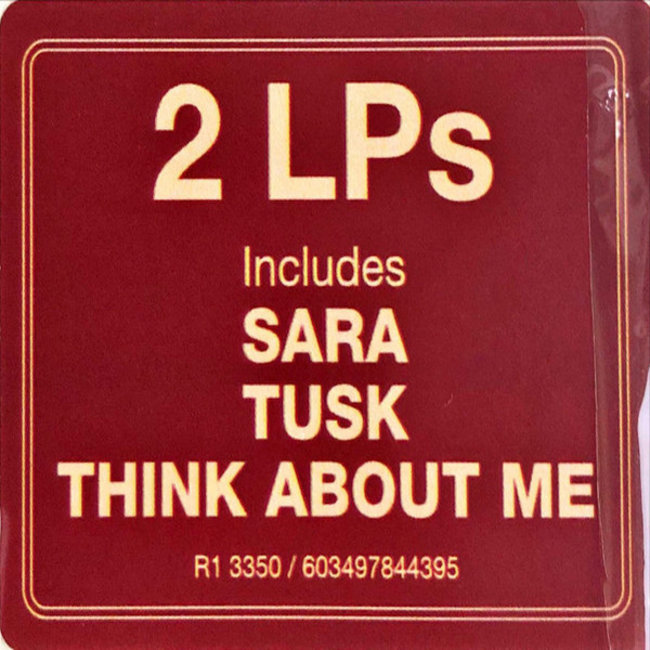 2 LPs
Includes
SARA
TUSK
THINK ABOUT ME
R1 3350 / 603497844395